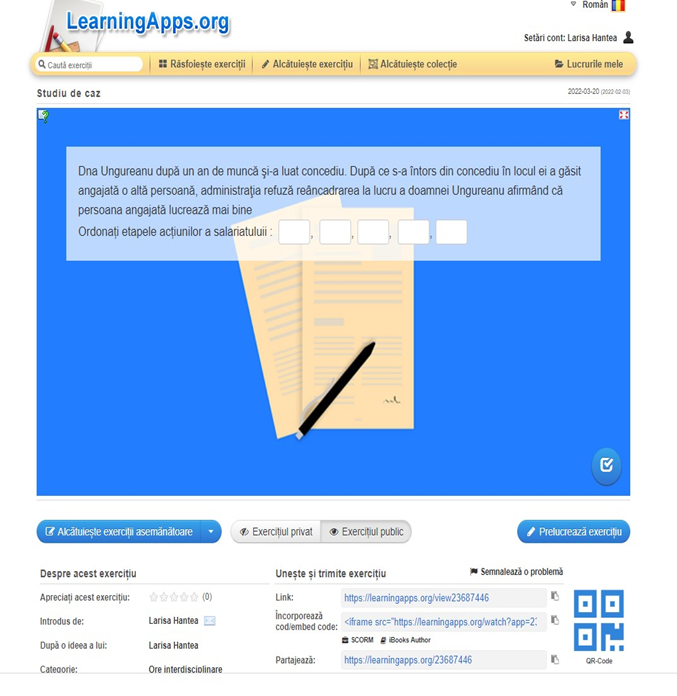 LearningApps.org
Român
Setări cont: Larisa Hantea
Caută exerciții
Răsfoiește exerciții
Alcătuiește exercițiu
Alcătuiește colecție
Lucrurile mele
Studiu de caz
2022-03-20 (2022-02-03)
Dna Ungureanu după un an de muncă şi-a luat concediu. După ce s-a întors din concediu în locul ei a găsit
angajată o altă persoană, administraţia refuză reâncadrarea la lucru a doamnei Ungureanu afirmând că
persoana angajată lucrează mai bine
Ordonați etapele acțiunilor a salariatuluii : , , , ,
Alcătuiește exerciții asemănătoare
Exercițiul privat
Exercițiul public
Prelucrează exercițiu
Despre acest exercițiu
Unește și trimite exercițiu
Semnalează o problemă
Apreciați acest exercițiu: (0)
Link: https://learningapps.org/view23687446
Introdus de: Larisa Hantea
Încorporează
cod/embed code: <iframe src="https://learningapps.org/watch?app=2
SCORM iBooks Author
După o ideea a lui: Larisa Hantea
Partajează: https://learningapps.org/23687446
QR-Code
Categorie: Ore interdisciplinare